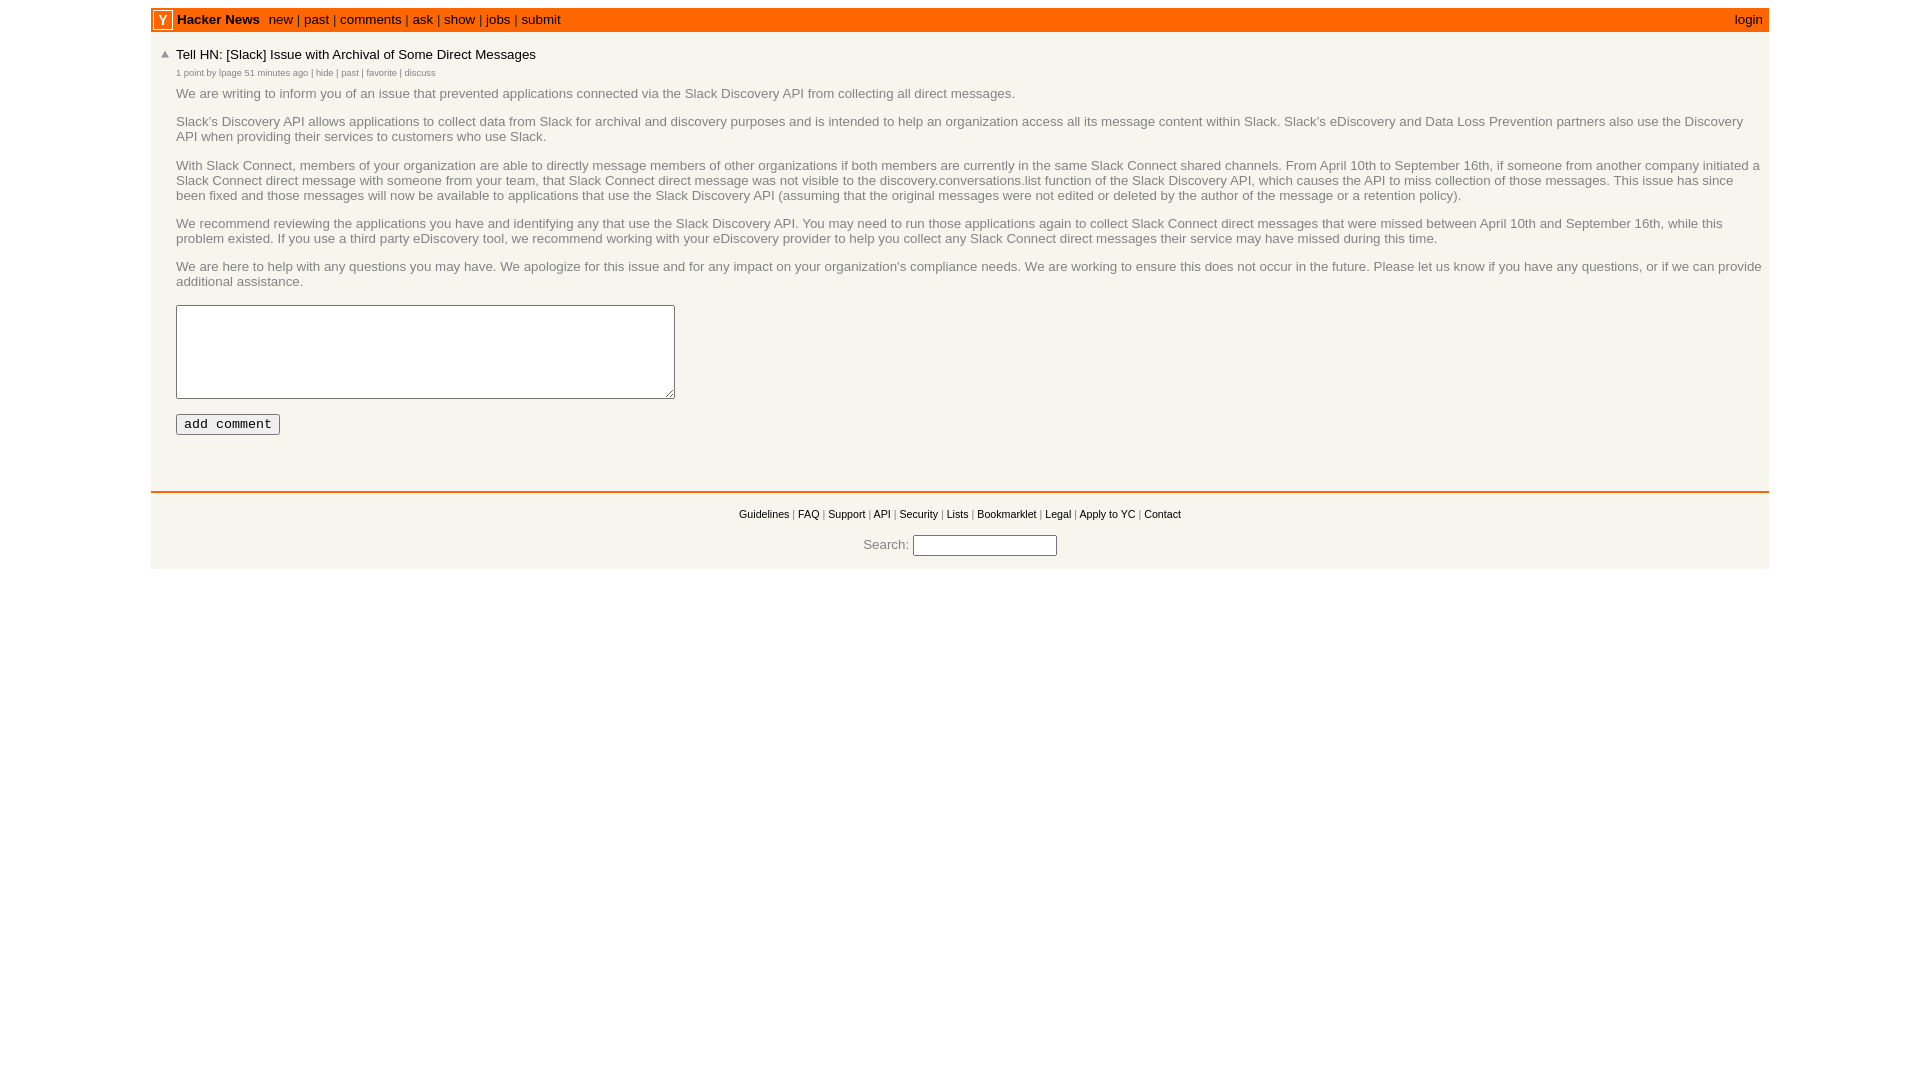 Y Hacker News new | past | comments | ask | show | jobs | submit login
Tell HN: [Slack] Issue with Archival of Some Direct Messages
1 point by lpage 51 minutes ago | hide | past | favorite | discuss
We are writing to inform you of an issue that prevented applications connected via the Slack Discovery API from collecting all direct messages.
Slack’s Discovery API allows applications to collect data from Slack for archival and discovery purposes and is intended to help an organization access all its message content within Slack. Slack’s eDiscovery and Data Loss Prevention partners also use the Discovery
API when providing their services to customers who use Slack.
With Slack Connect, members of your organization are able to directly message members of other organizations if both members are currently in the same Slack Connect shared channels. From April 10th to September 16th, if someone from another company initiated a
Slack Connect direct message with someone from your team, that Slack Connect direct message was not visible to the discovery.conversations.list function of the Slack Discovery API, which causes the API to miss collection of those messages. This issue has since
been fixed and those messages will now be available to applications that use the Slack Discovery API (assuming that the original messages were not edited or deleted by the author of the message or a retention policy).
We recommend reviewing the applications you have and identifying any that use the Slack Discovery API. You may need to run those applications again to collect Slack Connect direct messages that were missed between April 10th and September 16th, while this
problem existed. If you use a third party eDiscovery tool, we recommend working with your eDiscovery provider to help you collect any Slack Connect direct messages their service may have missed during this time.
We are here to help with any questions you may have. We apologize for this issue and for any impact on your organization's compliance needs. We are working to ensure this does not occur in the future. Please let us know if you have any questions, or if we can provide
additional assistance.
add comment
Guidelines | FAQ | Support | API | Security | Lists | Bookmarklet | Legal | Apply to YC | Contact
Search: